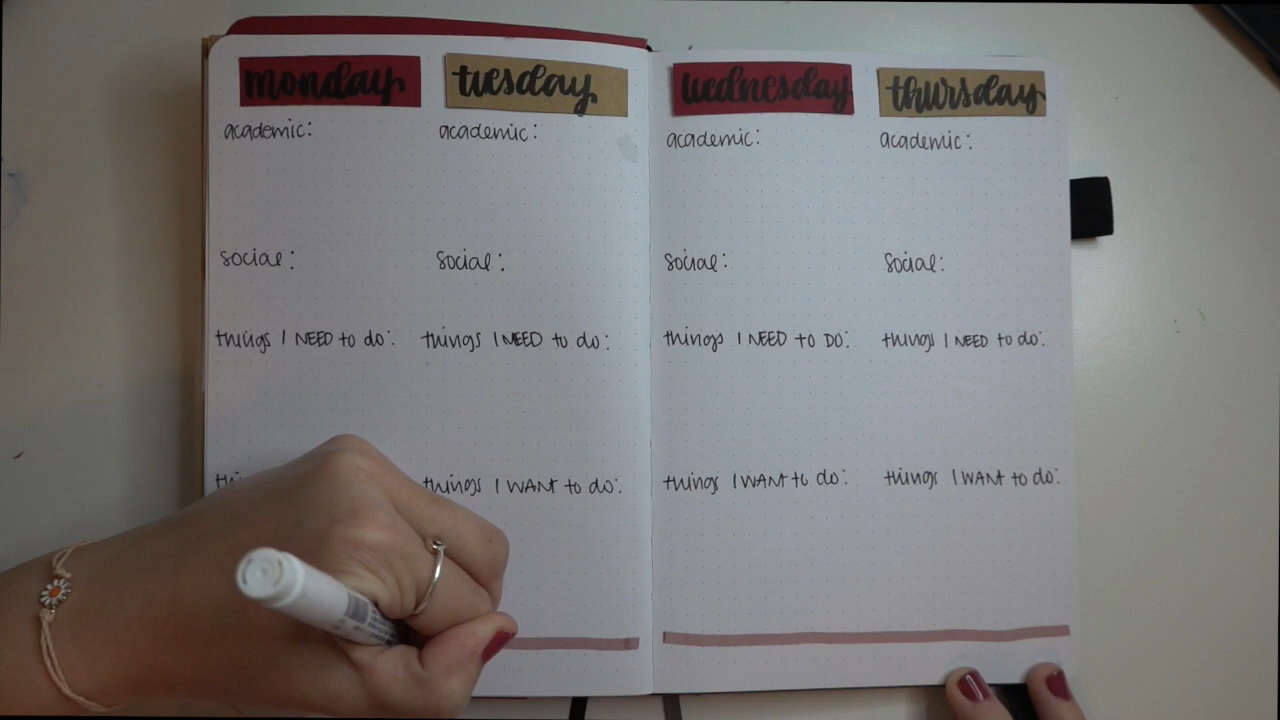 monday
academic:
social:
things I NEED to do:
tuesday
academic:
social:
things I NEED to do:
things I WANT to do:
wednesday
academic:
social:
things I NEED to DO:
things I WANT to do:
thursday
academic:
social:
things I NEED to do:
things I WANT to do: